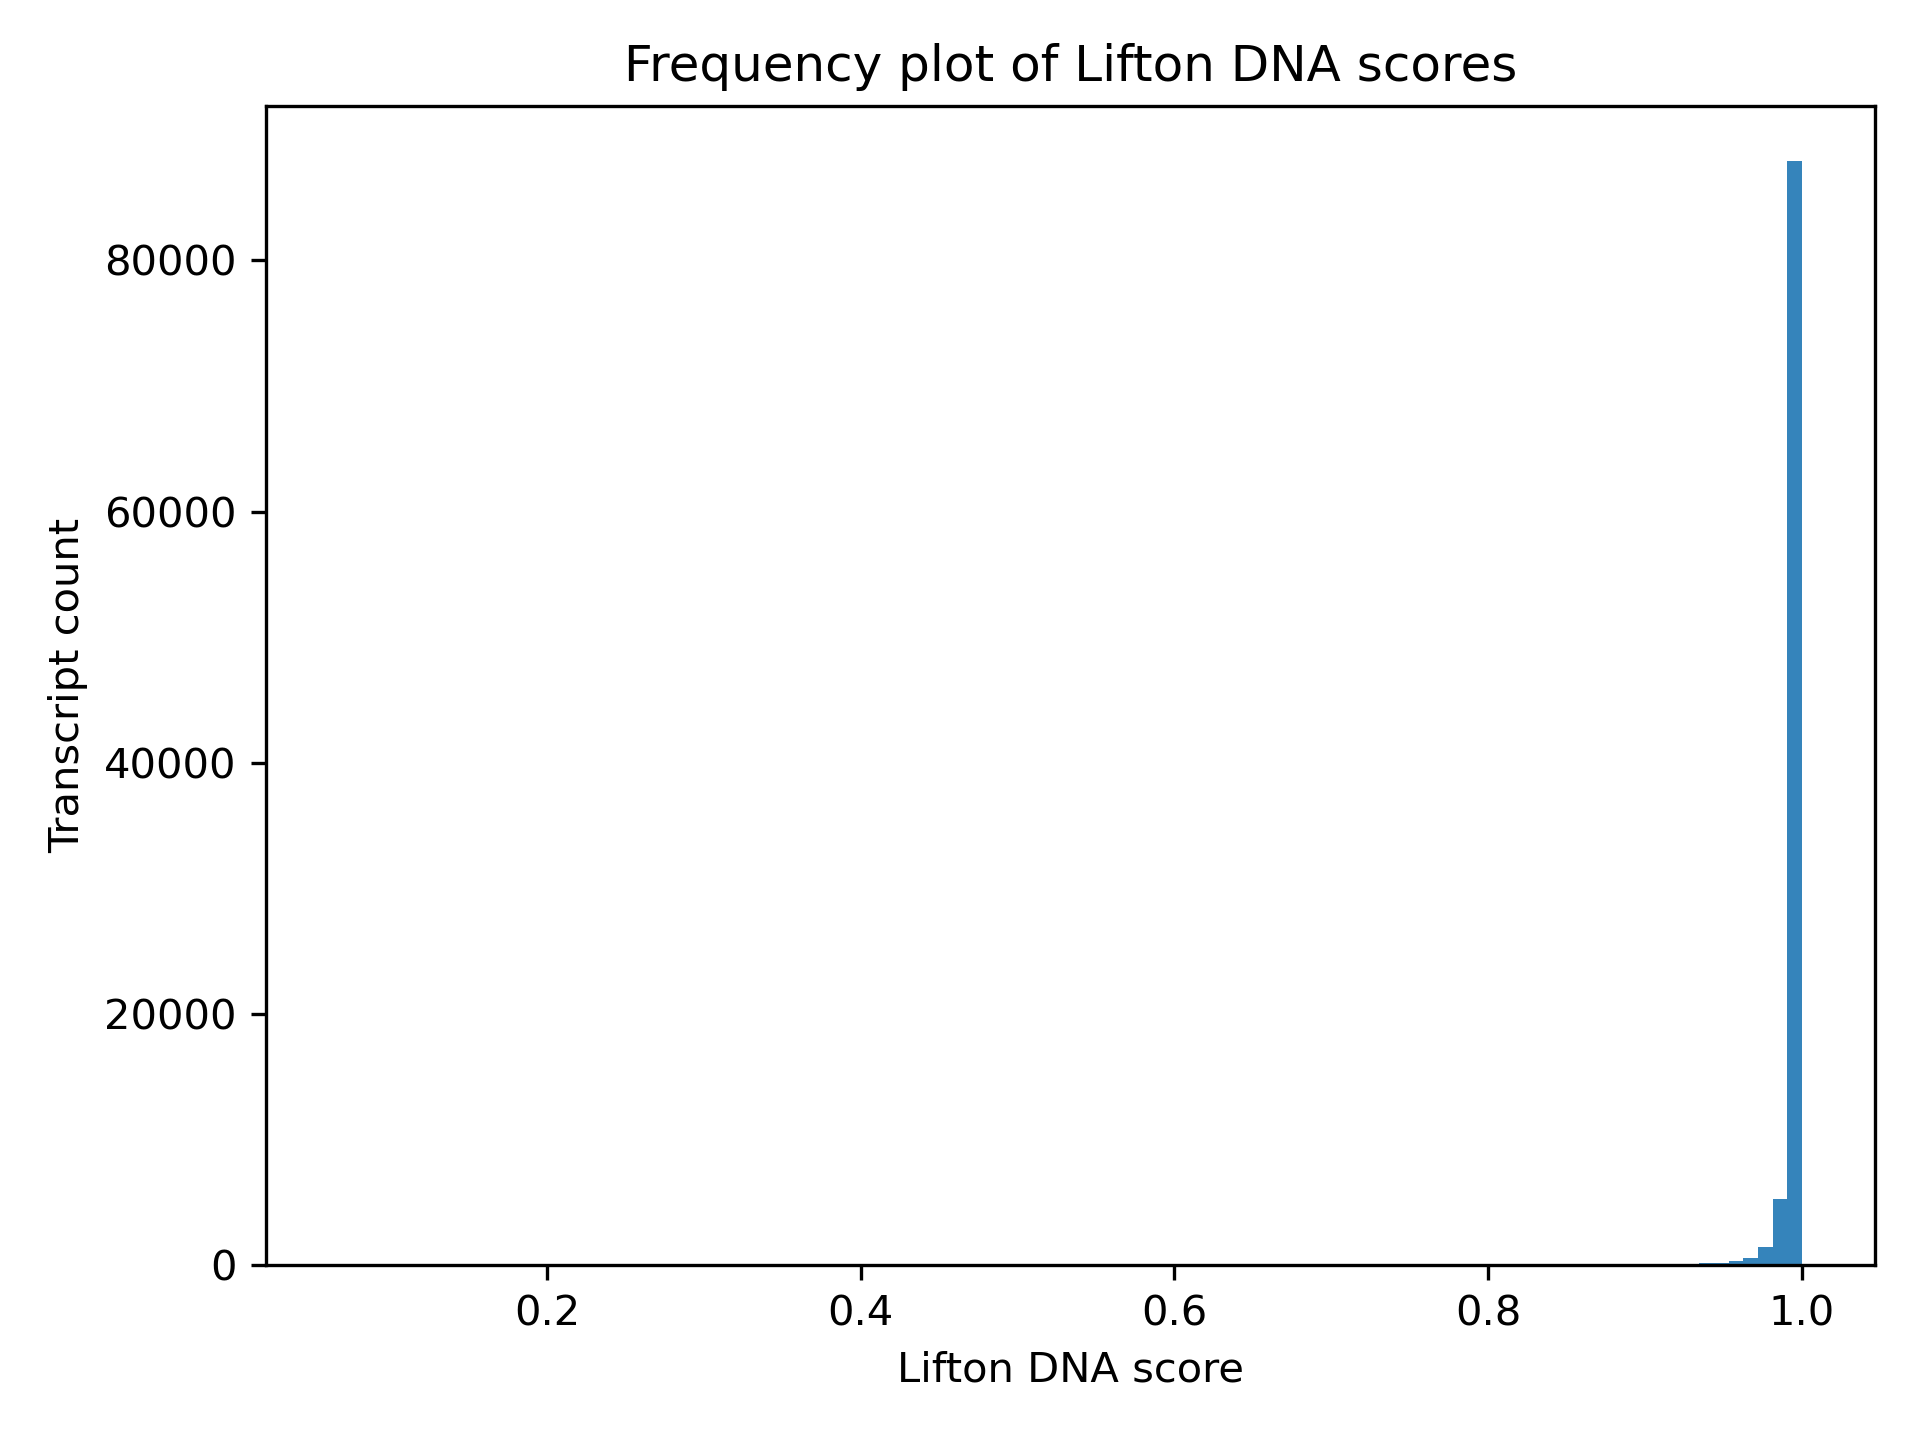 Frequency plot of Lifton DNA scores
80000
60000
40000
20000
0
Transcript count
0.2 0.4 0.6 0.8 1.0
Lifton DNA score